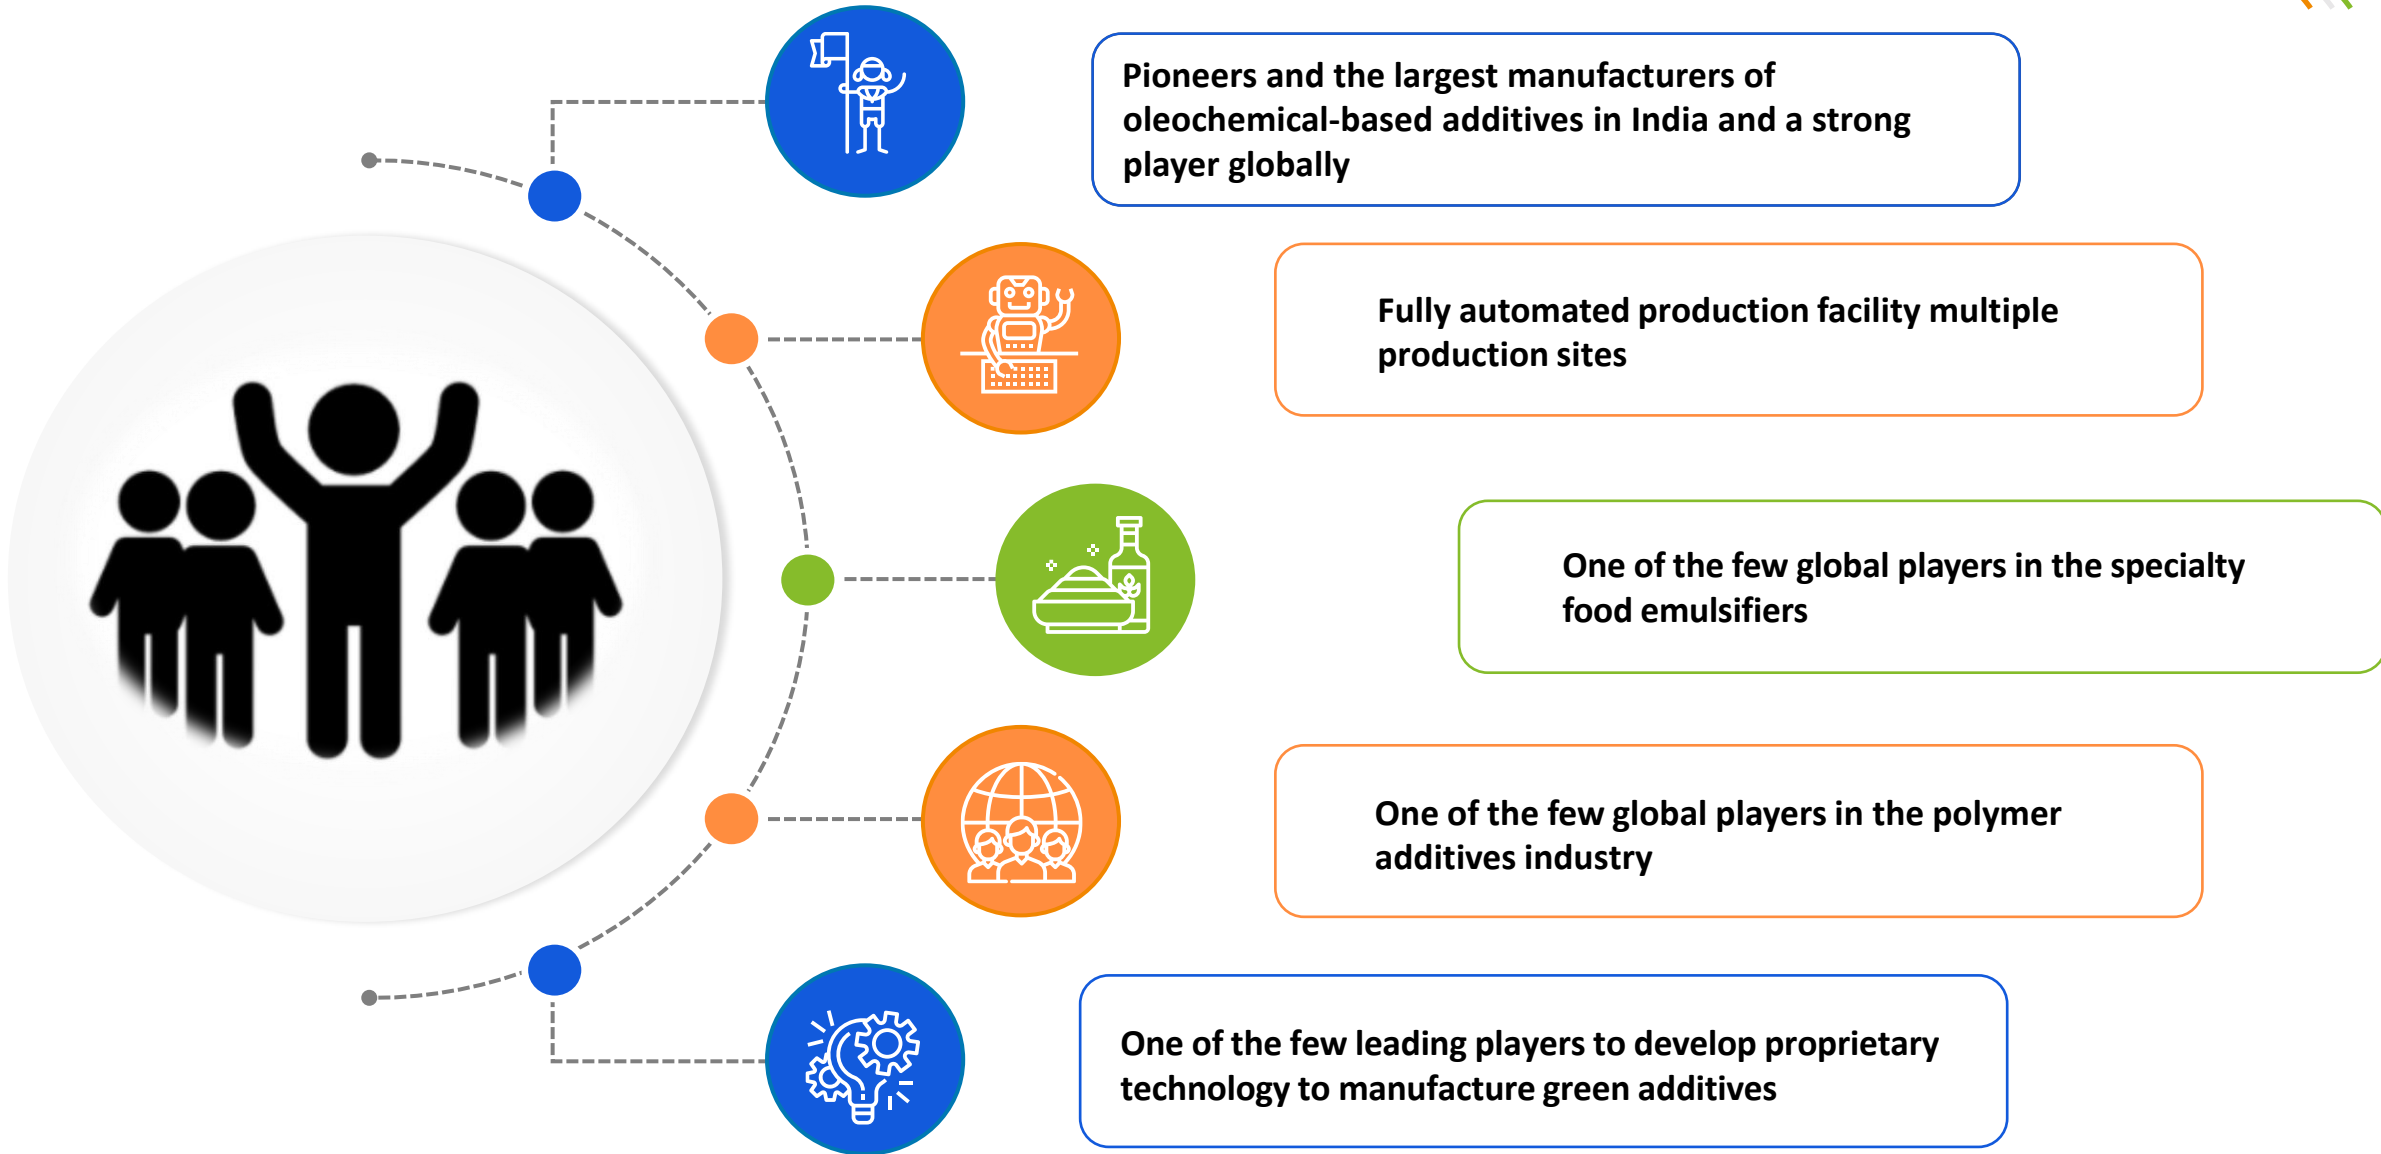 Pioneers and the largest manufacturers of
oleochemical-based additives in India and a strong
player globally
Fully automated production facility multiple
production sites
One of the few global players in the specialty
food emulsifiers
One of the few global players in the polymer
additives industry
One of the few leading players to develop proprietary
technology to manufacture green additives